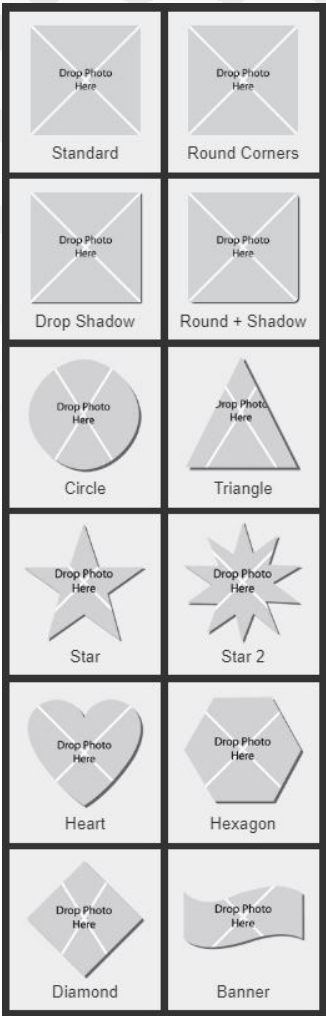 Drop Photo
Here
Standard
Drop Photo
Here
Round Corners
Drop Photo
Here
Drop Shadow
Drop Photo
Here
Round + Shadow
Drop Photo
Here
Circle
Drop Photo
Here
Triangle
Drop Photo
Here
Star
Drop Photo
Here
Star 2
Drop Photo
Here
Heart
Drop Photo
Here
Hexagon
Drop Photo
Here
Diamond
Drop Photo
Here
Banner